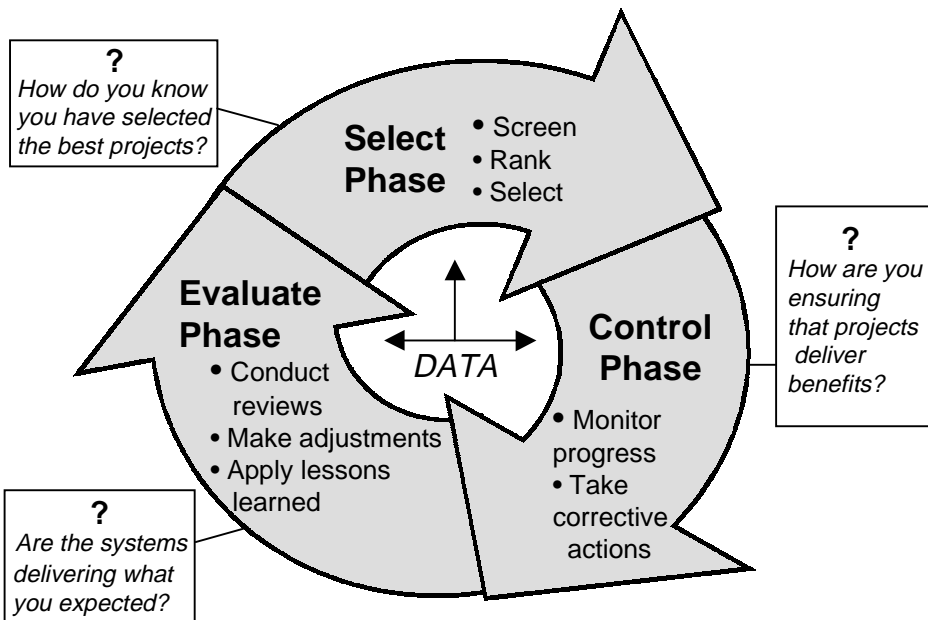 ?
How do you know
you have selected
the best projects?
Select
Phase
• Screen
• Rank
• Select
?
How are you
ensuring
that projects
deliver
benefits?
Control
Phase
• Monitor
progress
• Take
corrective
actions
Evaluate
Phase
• Conduct
reviews
• Make adjustments
• Apply lessons
learned
?
Are the systems
delivering what
you expected?
DATA